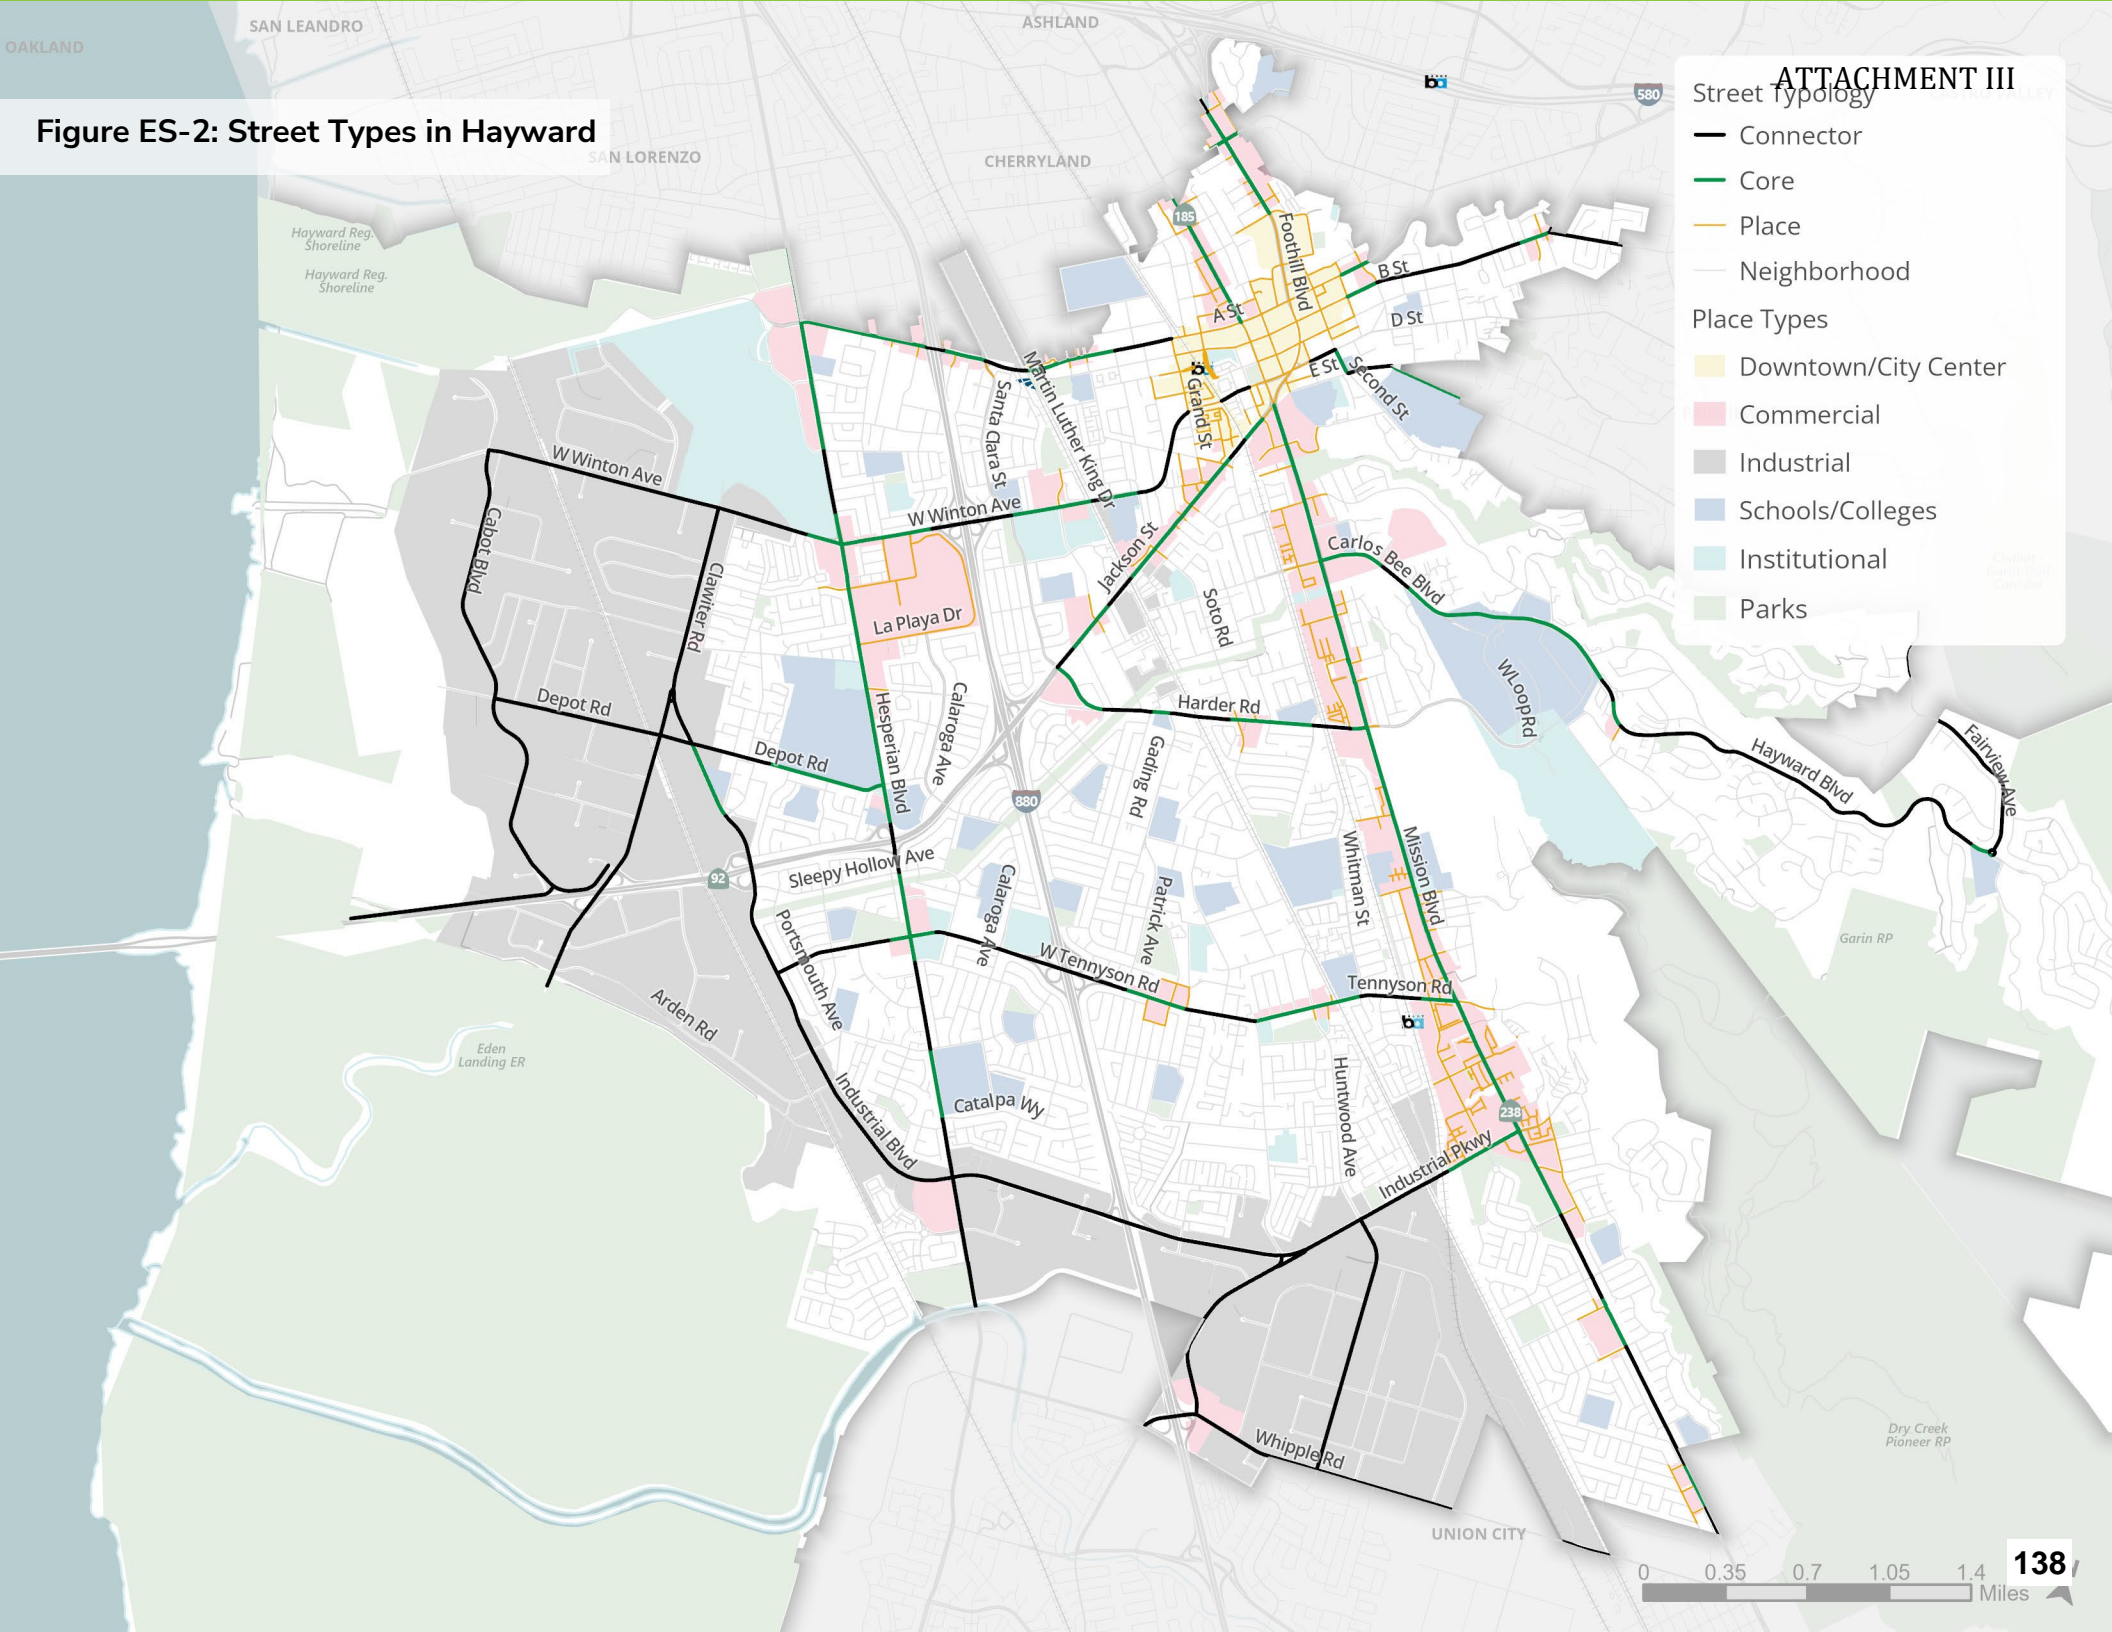 SAN LEANDRO
ASHLAND
OAKLAND
580
ATTACHMENT III
Street Typology
Connector
Core
Place
Neighborhood
Place Types
Downtown/City Center
Commercial
Industrial
Schools/Colleges
Institutional
Parks
Figure ES-2: Street Types in Hayward
SAN LORENZO
CHERRYLAND
Hayward Reg.
Shoreline
Hayward Reg.
Shoreline
185
Foothill Blvd
B St
A St
D St
E St
Second St
Grand St
Martin Luther King Dr
Santa Clara St
W Winton Ave
W Winton Ave
Cabot Blvd
Clawiter Rd
La Playa Dr
Jackson St
Soto Rd
Carlos Bee Blvd
W Loop Rd
Harder Rd
Depot Rd
Depot Rd
Hesperian Blvd
Calaroga Ave
Gading Rd
Hayward Blvd
Fairview Ave
880
92
Sleepy Hollow Ave
Calaroga Ave
Patrick Ave
Whitman St
Mission Blvd
Portsmouth Ave
W Tennyson Rd
Tennyson Rd
Garin RP
Arden Rd
Eden
Landing ER
Industrial Blvd
Catalpa Wy
Huntwood Ave
238
Industrial Pkwy
Whipple Rd
Dry Creek
Pioneer RP
UNION CITY
0 0.35 0.7 1.05 1.4
Miles
138